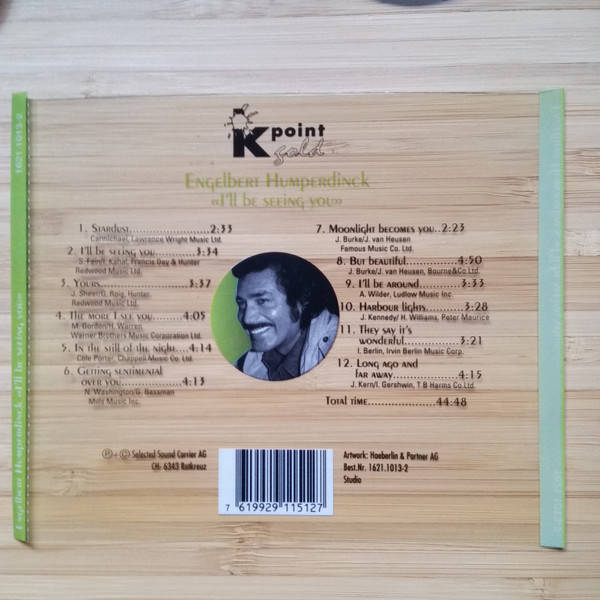 K point
gold
Engelbert Humperdinck
«I'll be seeing you»
1. Stardust..........................2:33
Carmichael, Lawrance Wright Music Ltd.
2. I'll be seeing you...............3:34
S. Fain/I. Kahal, Francis Day & Hunter
Redwood Music Ltd.
3. Yours.............................3:37
J. Sheer/G. Roig, Hunter,
Redwood Music Ltd.
4. The more I see you...........4:05
M. Gordon/H. Warren,
Warner Brothers Music Corporation Ltd.
5. In the still of the night....4:14
Cole Porter, Chappell Music Co. Ltd.
6. Getting sentimental
over you.......................4:13
N. Washington/G. Bassman
Mills Music Inc.
7. Moonlight becomes you..2:23
J. Burke/J. van Heusen
Famous Music Co. Ltd.
8. But beautiful...............4:50
J. Burke/J. van Heusen, Bourne&Co Ltd.
9. I'll be around..............3:33
A. Wilder, Ludlow Music Inc.
10. Harbour lights..........3:28
J. Kennedy/ H. Williams, Peter Maurice
11. They say it's
wonderful.................3:21
I. Berlin, Irvin Berlin Music Corp.
12. Long ago and
far away...................4:15
J. Kern/I. Gershwin, T B Harms Co. Ltd.
Total time....................44:48
℗+© Selected Sound Carrier AG
CH- 6343 Rotkreuz
Artwork: Haeberlin & Partner AG
Best.Nr. 1621.1013-2
Studio
7 619929 115127
1621.1013-2
Engelbert Humperdinck «I'll be seeing you»